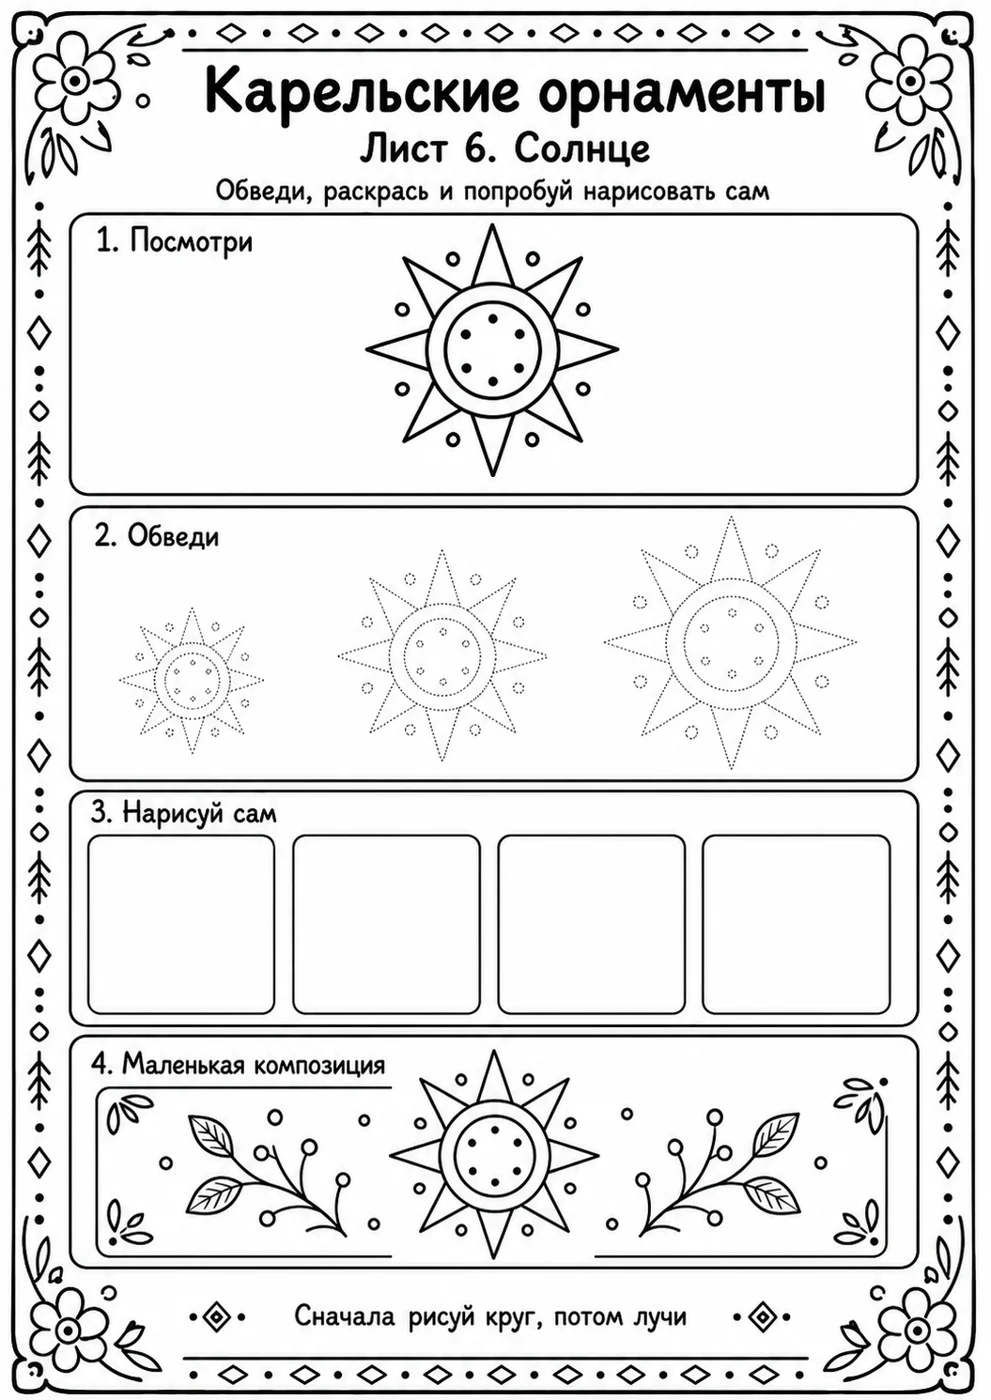 Карельские орнаменты
Лист 6. Солнце
Обведи, раскрась и попробуй нарисовать сам
1. Посмотри
2. Обведи
3. Нарисуй сам
4. Маленькая композиция
Сначала рисуй круг, потом лучи